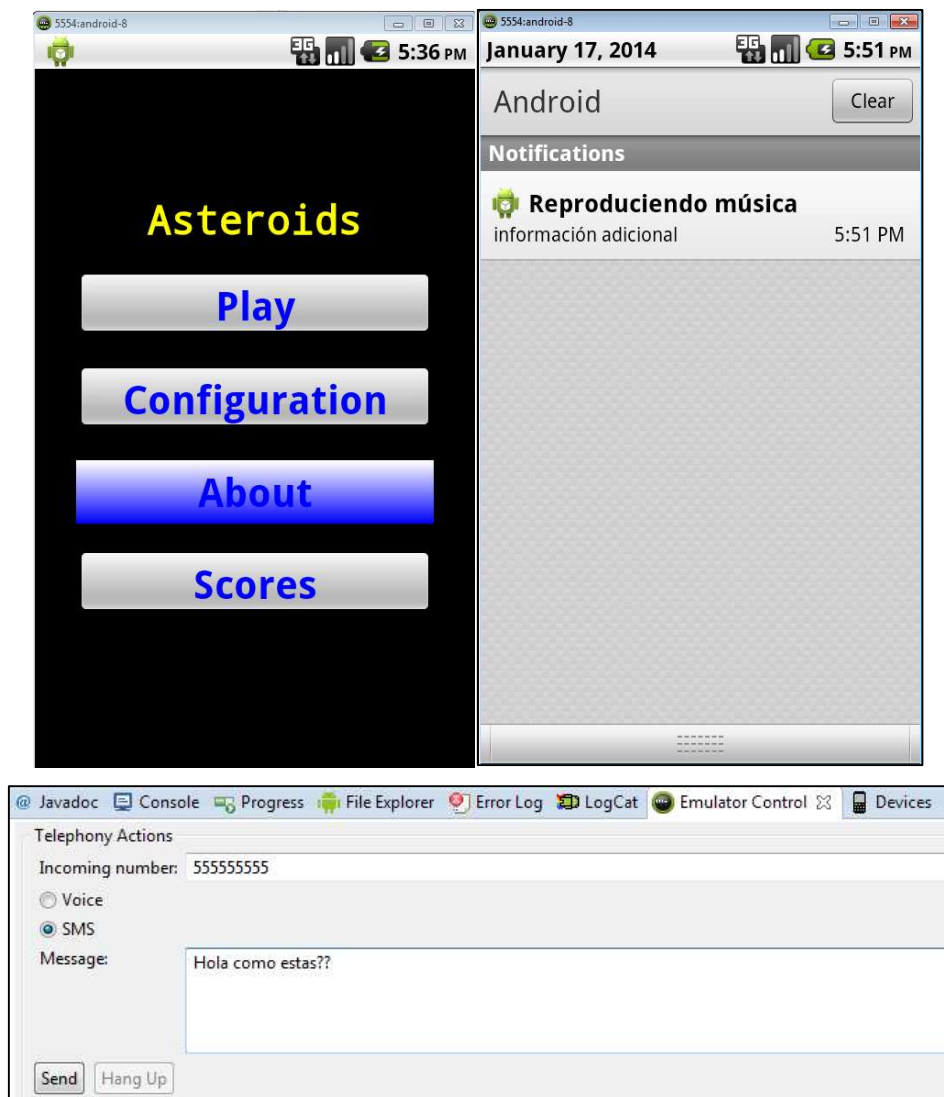 5554:android-8
5:36 PM
Asteroids
Play
Configuration
About
Scores
5554:android-8
January 17, 2014 5:51 PM
Android Clear
Notifications
Reproduciendo música
información adicional 5:51 PM
@ Javadoc Console Progress File Explorer Error Log LogCat Emulator Control Devices
Telephony Actions
Incoming number: 555555555
Voice
SMS
Message: Hola como estas??
Send Hang Up